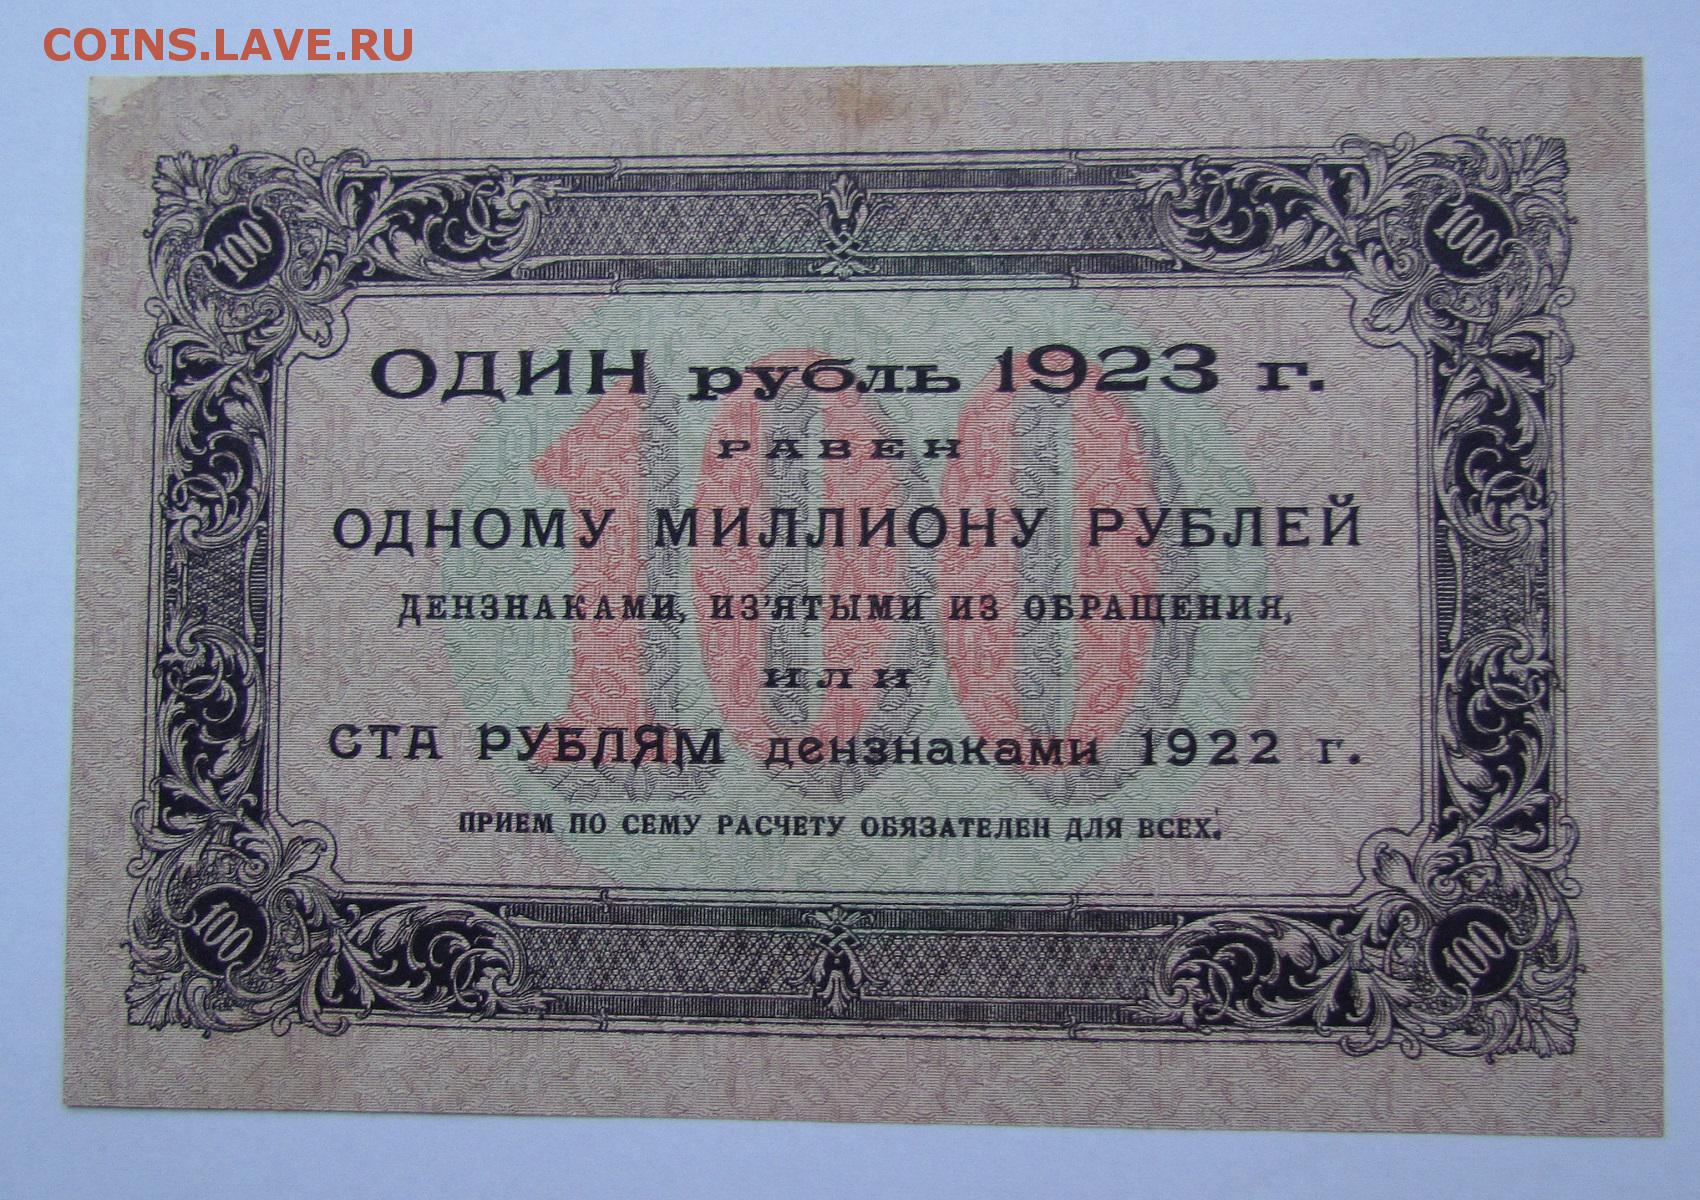 COINS.LAVE.RU
100 100
ОДИН рубль 1923 г.
РАВЕН
ОДНОМУ МИЛЛИОНУ РУБЛЕЙ
ДЕНЗНАКАМИ, ИЗ'ЯТЫМИ ИЗ ОБРАЩЕНИЯ,
ИЛИ
СТА РУБЛЯМ дензнаками 1922 г.
ПРИЕМ ПО СЕМУ РАСЧЕТУ ОБЯЗАТЕЛЕН ДЛЯ ВСЕХ.
100
100 100